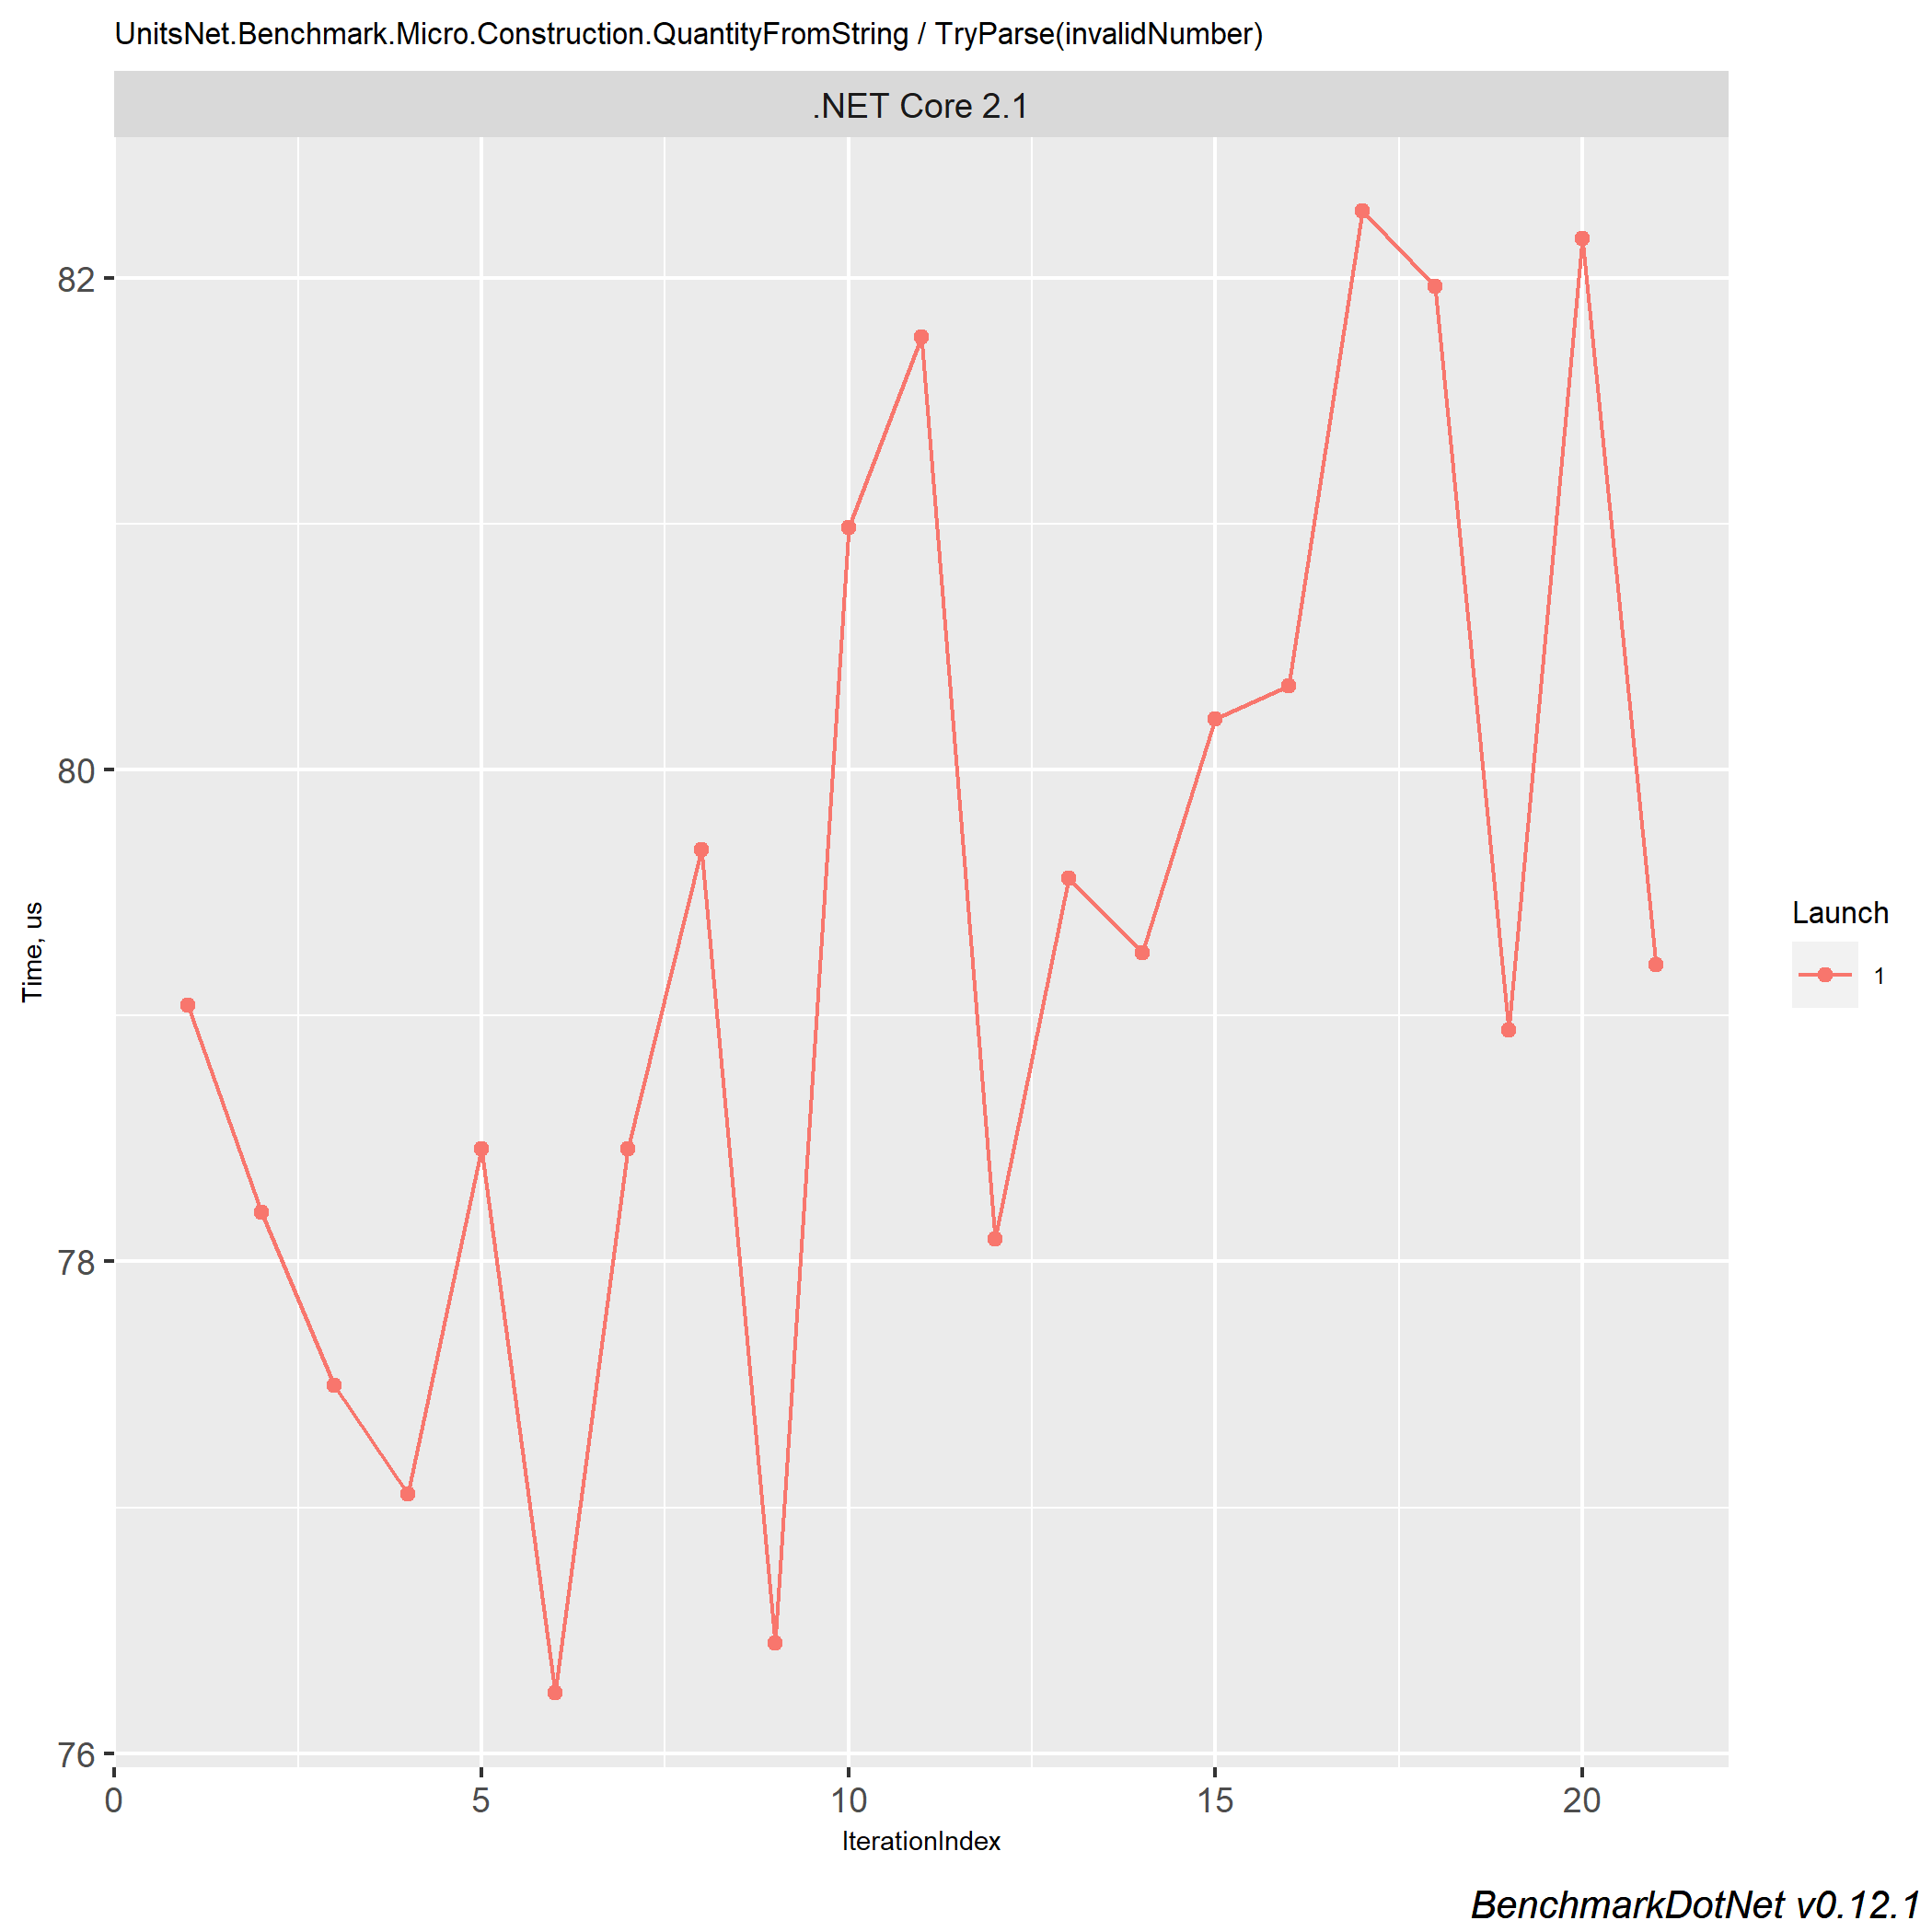 UnitsNet.Benchmark.Micro.Construction.QuantityFromString / TryParse(invalidNumber)
.NET Core 2.1
82
80
78
76
Time, us
0 5 10 15 20
IterationIndex
Launch
1
BenchmarkDotNet v0.12.1